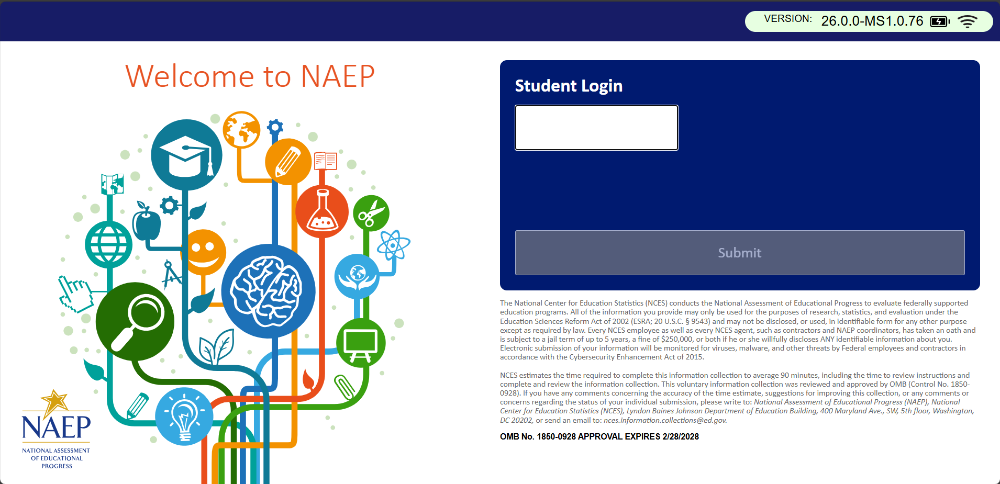 VERSION: 26.0.0-MS1.0.76
Welcome to NAEP
Student Login
Submit
The National Center for Education Statistics (NCES) conducts the National Assessment of Educational Progress to evaluate federally supported
education programs. All of the information you provide may only be used for the purposes of research, statistics, and evaluation under the
Education Sciences Reform Act of 2002 (ESRA; 20 U.S.C. § 9543) and may not be disclosed, or used, in identifiable form for any other purpose
except as required by law. Every NCES employee as well as every NCES agent, such as contractors and NAEP coordinators, has taken an oath and
is subject to a jail term of up to 5 years, a fine of $250,000, or both if he or she willfully discloses ANY identifiable information about you.
Electronic submission of your information will be monitored for viruses, malware, and other threats by Federal employees and contractors in
accordance with the Cybersecurity Enhancement Act of 2015.
NCES estimates the time required to complete this information collection to average 90 minutes, including the time to review instructions and
complete and review the information collection. This voluntary information collection was reviewed and approved by OMB (Control No. 1850-
0928). If you have any comments concerning the accuracy of the time estimate, suggestions for improving this collection, or any comments or
concerns regarding the status of your individual submission, please write to: National Assessment of Educational Progress (NAEP), National
Center for Education Statistics (NCES), Lyndon Baines Johnson Department of Education Building, 400 Maryland Ave., SW, 5th floor, Washington,
DC 20202, or send an email to: nces.information.collections@ed.gov.
OMB No. 1850-0928 APPROVAL EXPIRES 2/28/2028
NAEP
NATIONAL ASSESSMENT
OF EDUCATIONAL
PROGRESS